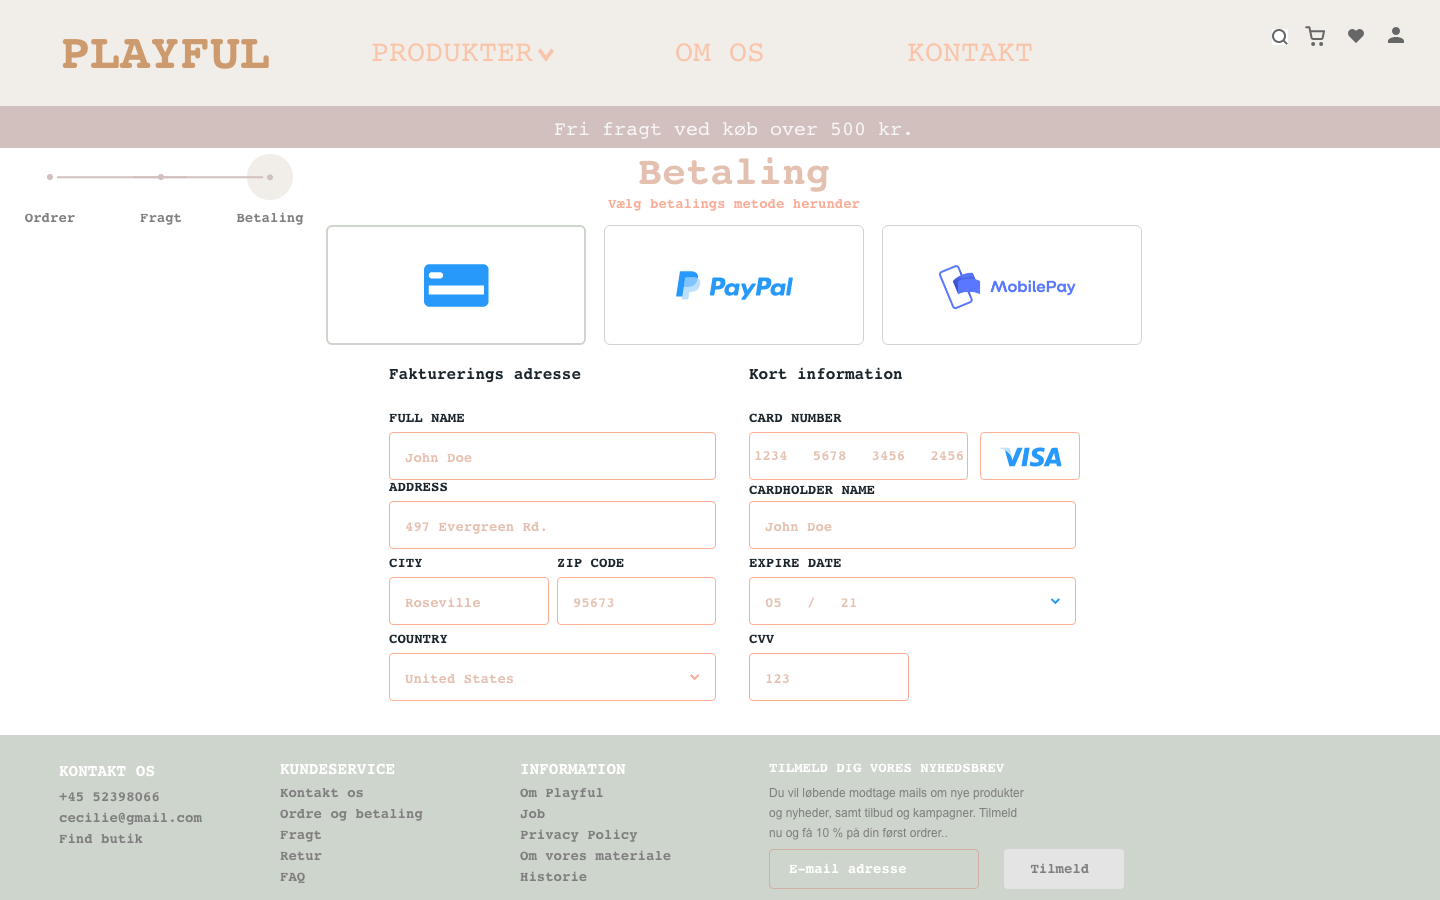 PLAYFUL
PRODUKTER
OM OS
KONTAKT
Fri fragt ved køb over 500 kr.
Betaling
Vælg betalings metode herunder
Ordrer
Fragt
Betaling
PayPal
MobilePay
Fakturerings adresse
FULL NAME
John Doe
ADDRESS
497 Evergreen Rd.
CITY
ZIP CODE
Roseville
95673
COUNTRY
United States
Kort information
CARD NUMBER
1234 5678 3456 2456
VISA
CARDHOLDER NAME
John Doe
EXPIRE DATE
05 / 21
CVV
123
KONTAKT OS
+45 52398066
cecilie@gmail.com
Find butik
KUNDESERVICE
Kontakt os
Ordre og betaling
Fragt
Retur
FAQ
INFORMATION
Om Playful
Job
Privacy Policy
Om vores materiale
Historie
TILMELD DIG VORES NYHEDSBREV
Du vil løbende modtage mails om nye produkter
og nyheder, samt tilbud og kampagner. Tilmeld
nu og få 10 % på din først ordrer..
E-mail adresse
Tilmeld